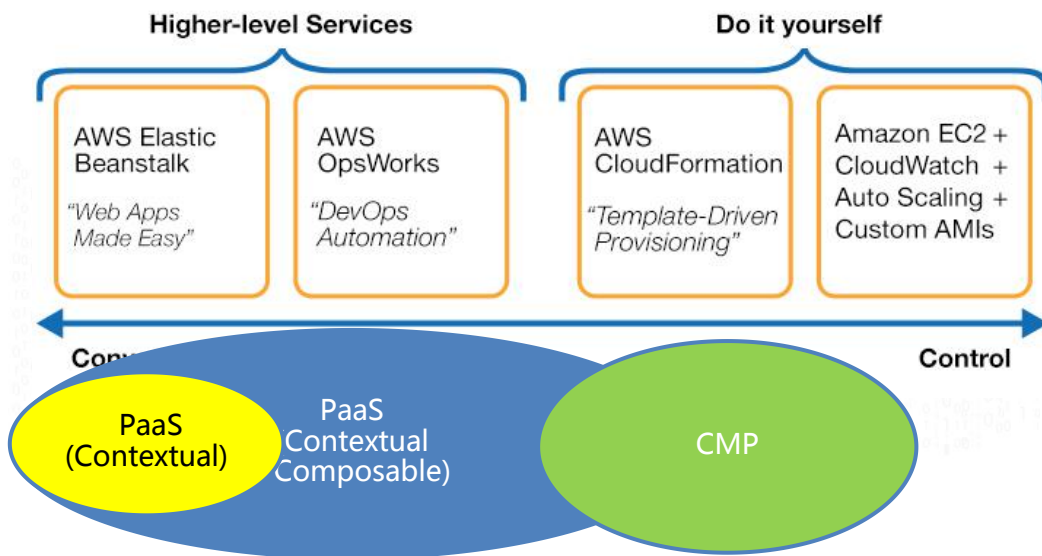 Higher-level Services
Do it yourself
AWS Elastic
Beanstalk
“Web Apps
Made Easy”
AWS
OpsWorks
“DevOps
Automation”
AWS
CloudFormation
“Template-Driven
Provisioning”
Amazon EC2 +
CloudWatch +
Auto Scaling +
Custom AMIs
Control
PaaS
(Contextual)
PaaS
Contextual
Composable)
CMP